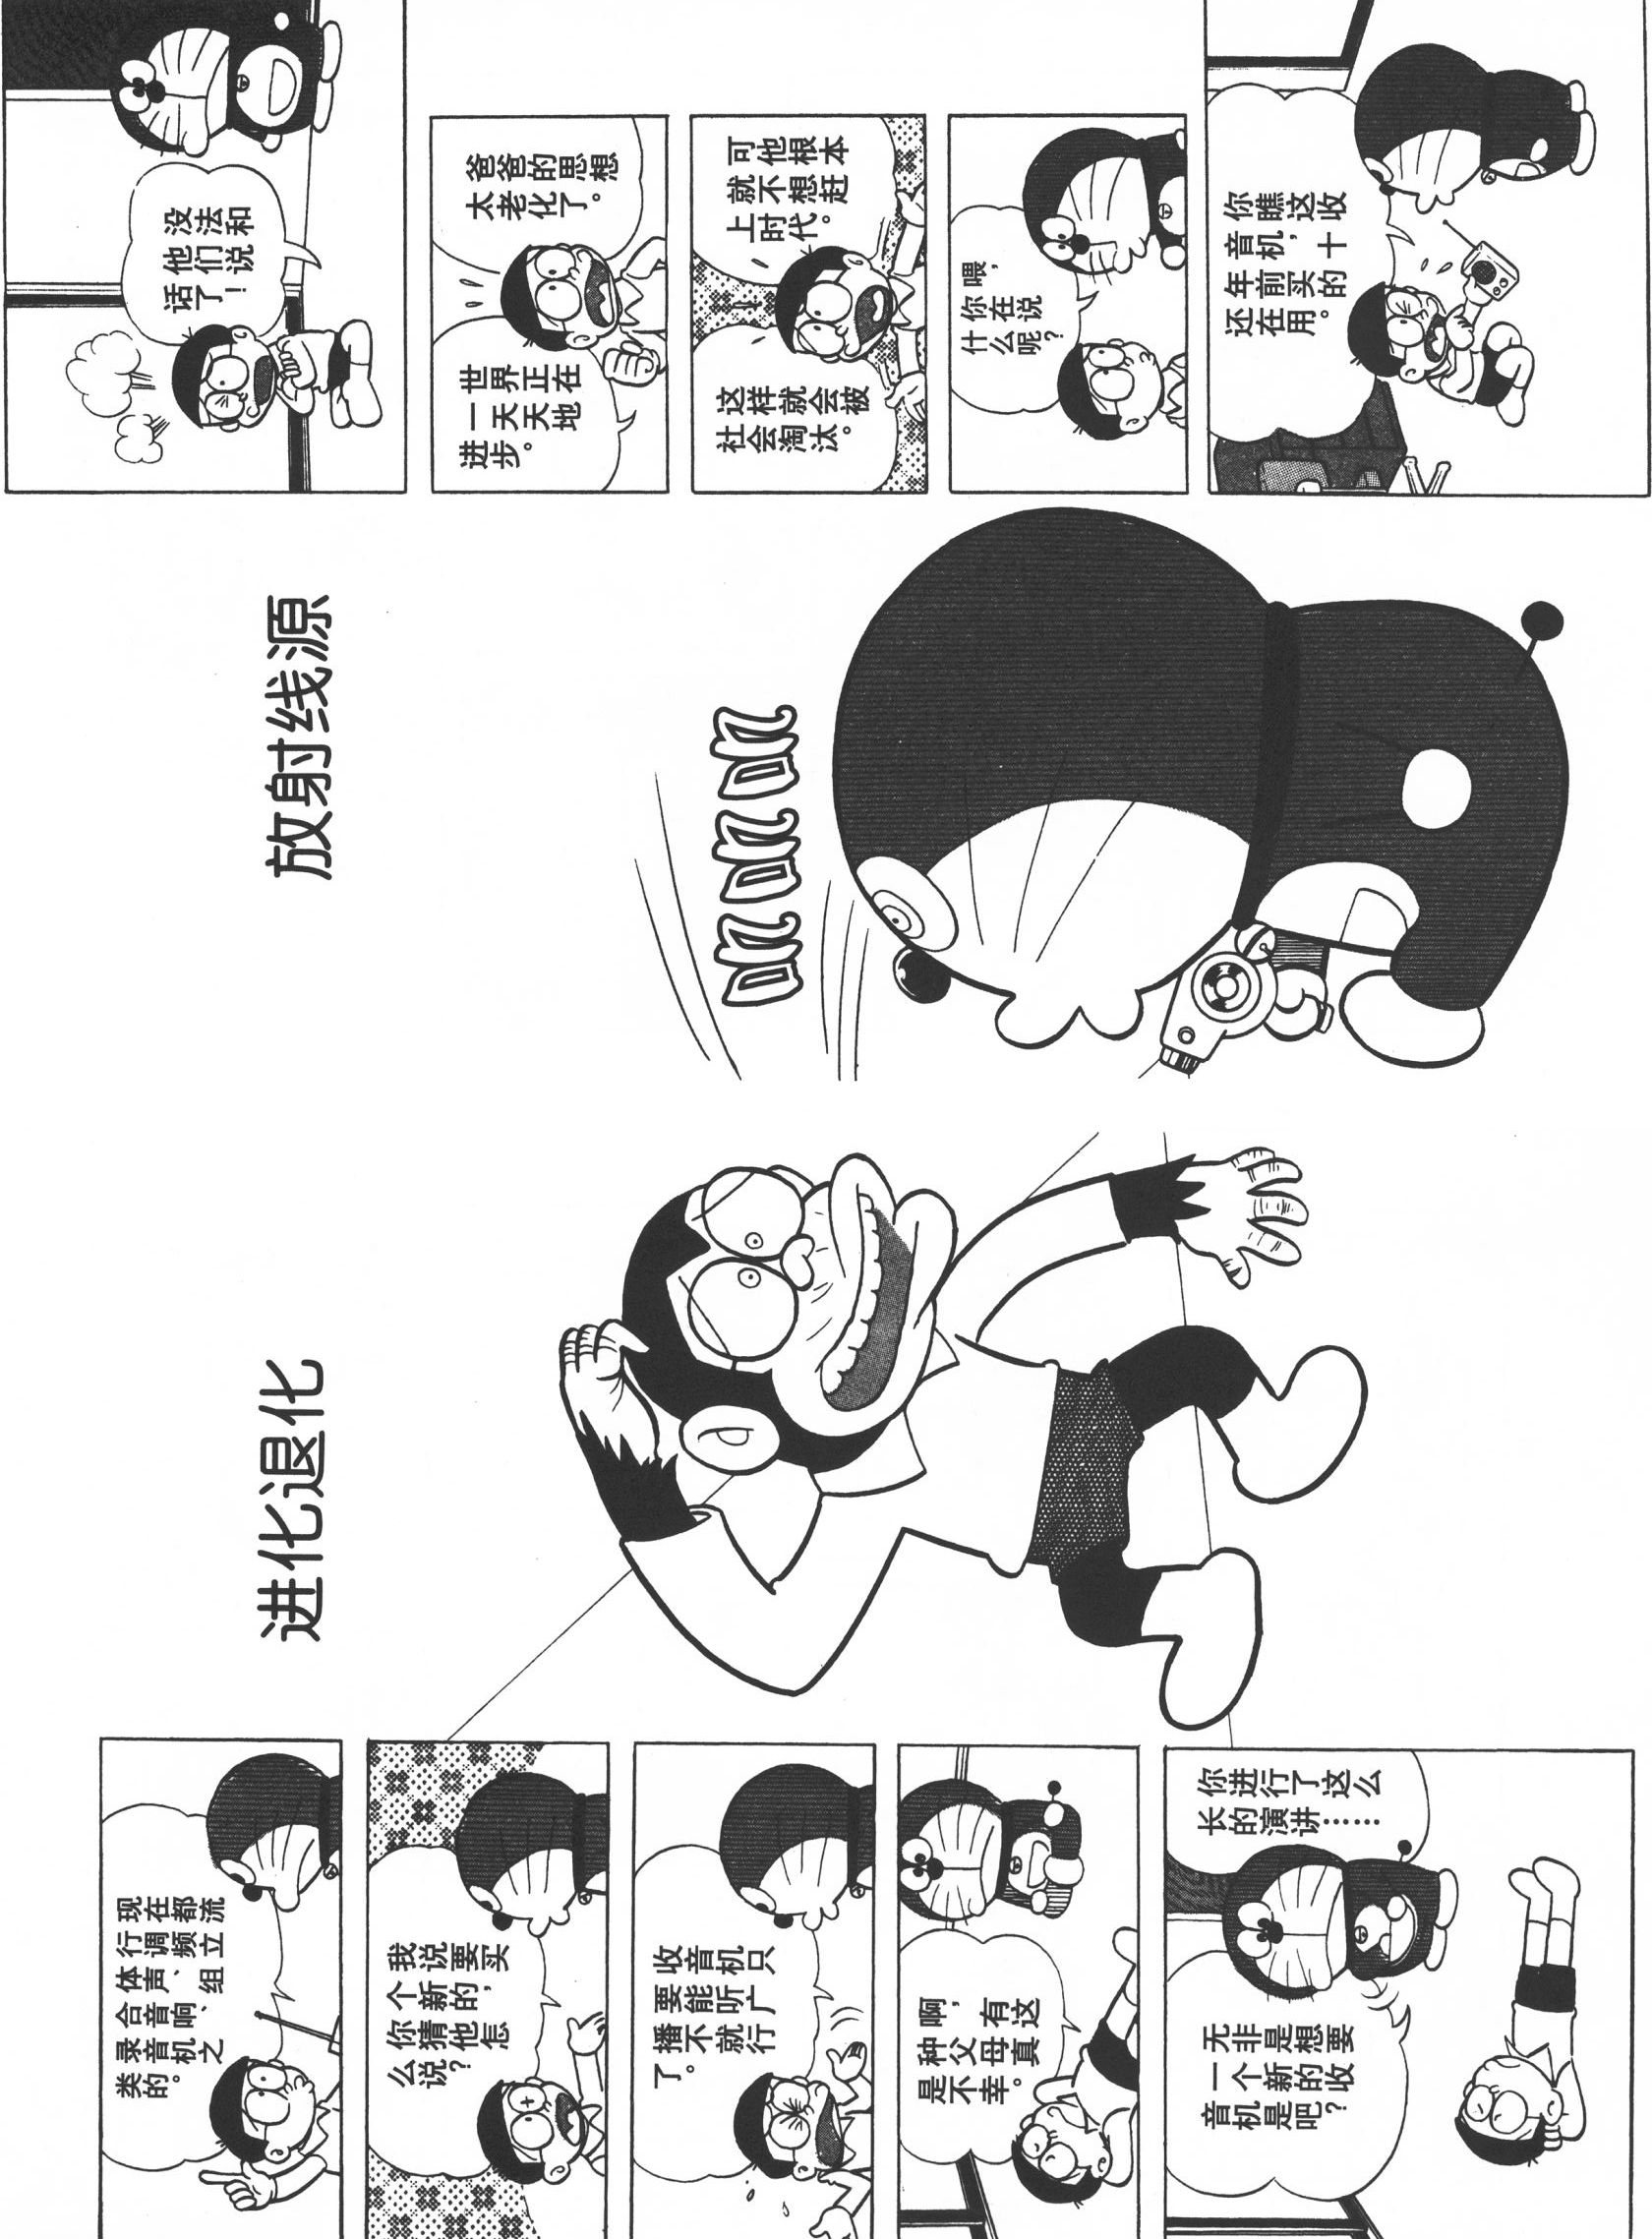 没法和
他们说
话了！
爸爸的思想
太老化了。
世界正在
一天天地
进步。
可他根本
就不想赶
上时代。
这样就会被
社会淘汰。
喂，
你在说
什么呢？
你瞧，这收
音机，十
年前买的
还在用。
进化退化放射线源
现在都流
行调频立
体声、组
合音响、
录音机之
类的。
我说要买
个新的，
你猜他怎
么说？
收音机只
要能听广
播不就行
了。
啊，有这
种父母真
是不幸。
你进行了这么
长的演讲……
无非是想要
一个新的收
音机是吧？